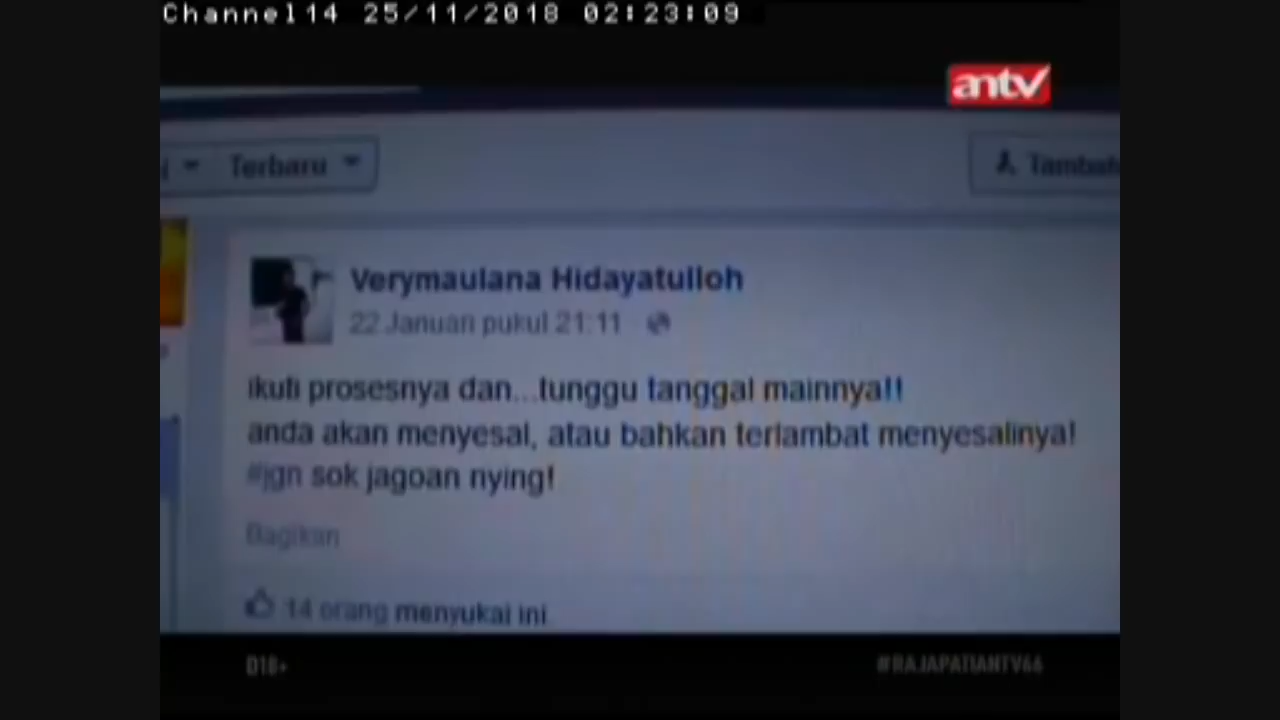 Channel14 25/11/2018 02:23:09
antv
Terbaru
Tambah
Verymaulana Hidayatulloh
22 Januari pukul 21:11
ikuti prosesnya dan...tunggu tanggal mainnya!!
anda akan menyesal, atau bahkan terlambat menyesalinya!
#jgn sok jagoan nying!
Bagikan
14 orang menyukai ini
D18+
#RAJAPATIANTV66